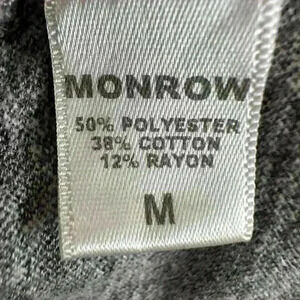 MONROW
50% POLYESTER
38% COTTON
12% RAYON
M